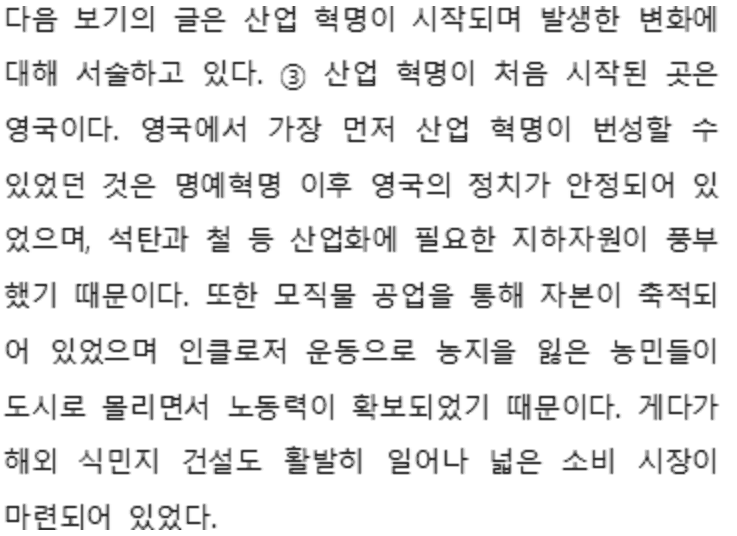 다음 보기의 글은 산업 혁명이 시작되며 발생한 변화에
대해 서술하고 있다. ③ 산업 혁명이 처음 시작된 곳은
영국이다. 영국에서 가장 먼저 산업 혁명이 번성할 수
있었던 것은 명예혁명 이후 영국의 정치가 안정되어 있
었으며, 석탄과 철 등 산업화에 필요한 지하자원이 풍부
했기 때문이다. 또한 모직물 공업을 통해 자본이 축적되
어 있었으며 인클로저 운동으로 농지을 잃은 농민들이
도시로 몰리면서 노동력이 확보되었기 때문이다. 게다가
해외 식민지 건설도 활발히 일어나 넓은 소비 시장이
마련되어 있었다.